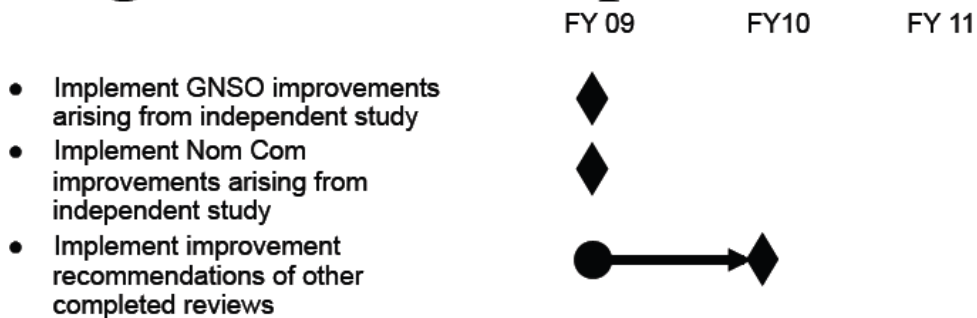 FY 09 FY10 FY 11
• Implement GNSO improvements
arising from independent study
• Implement Nom Com
improvements arising from
independent study
• Implement improvement
recommendations of other
completed reviews